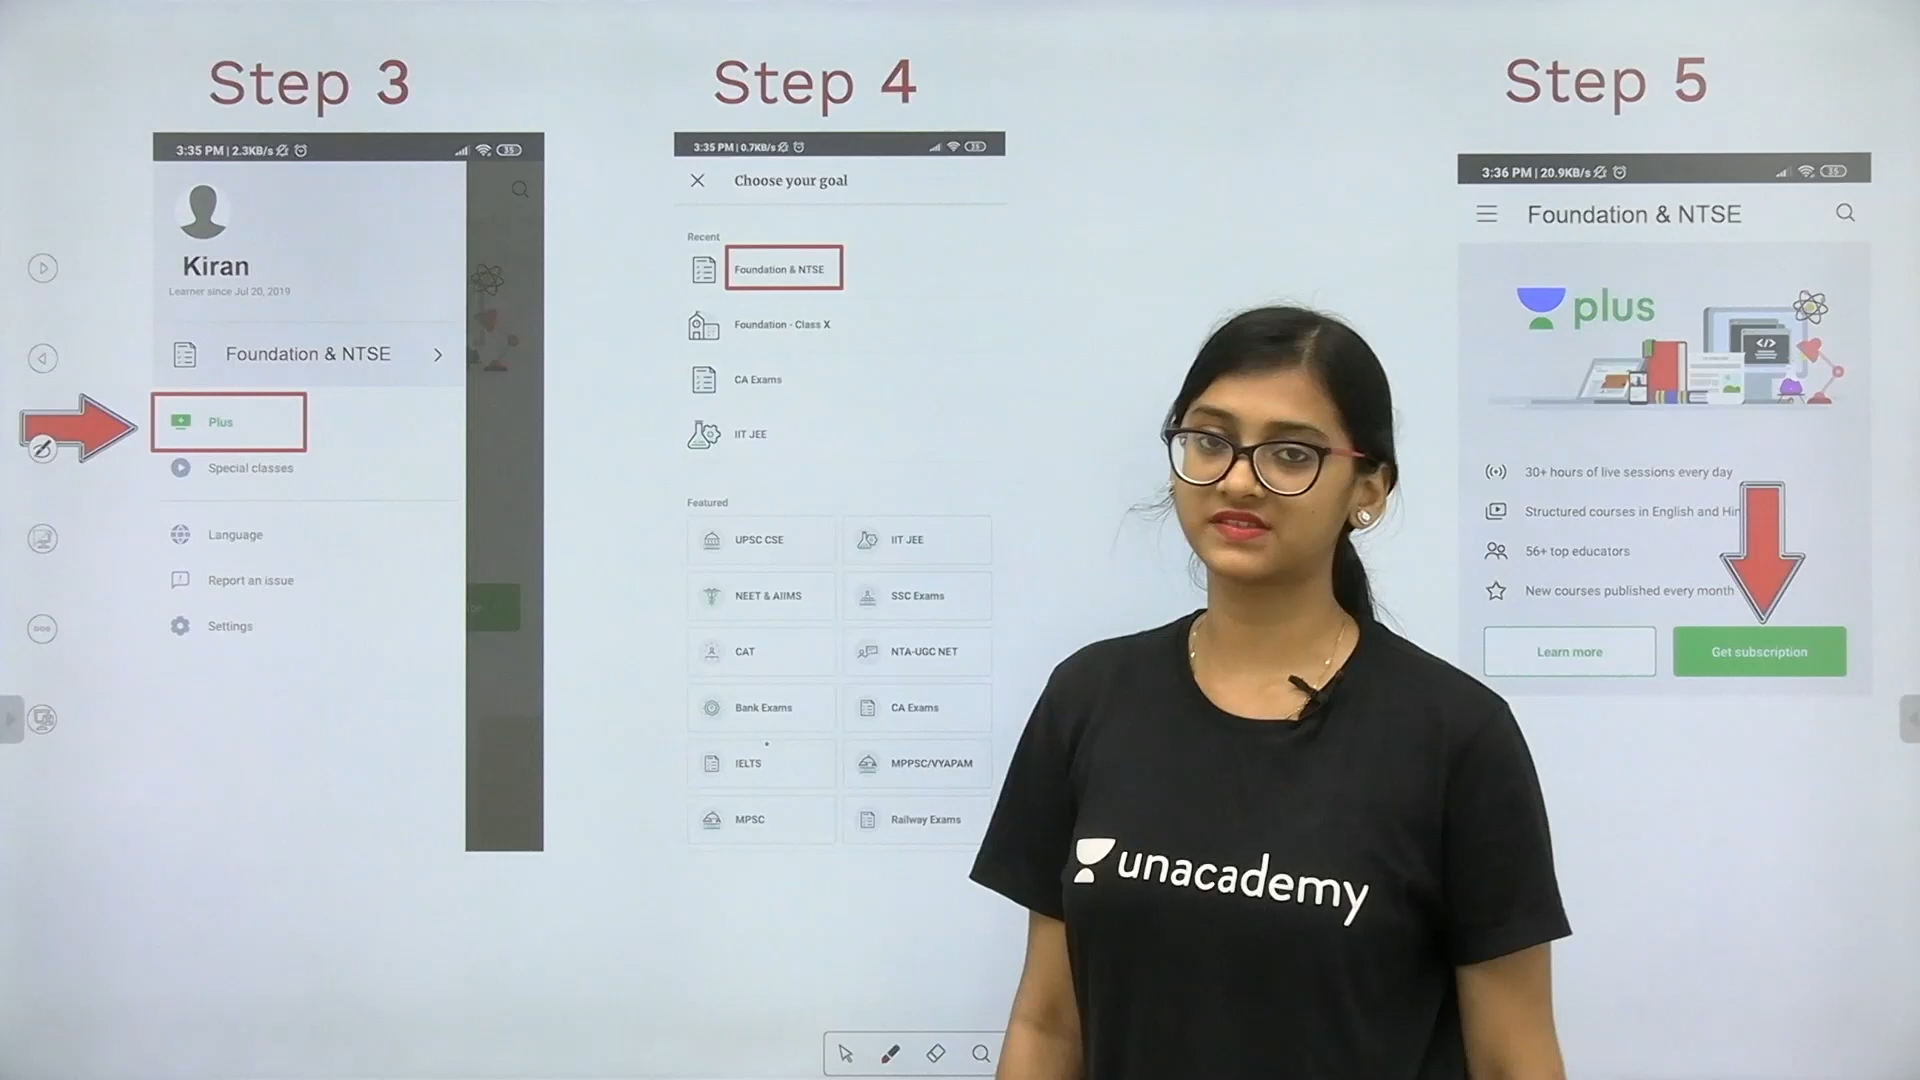 Step 3
3:35 PM | 2.3KB/s
35
Kiran
Learner since Jul 20, 2019
Foundation & NTSE
Plus
Special classes
Language
Report an issue
Settings
Step 4
3:35 PM | 0.7KB/s
35
Choose your goal
Recent
Foundation & NTSE
Foundation - Class X
CA Exams
IIT JEE
Featured
UPSC CSE
IIT JEE
NEET & AIIMS
SSC Exams
CAT
NTA-UGC NET
Bank Exams
CA Exams
IELTS
MPPSC/VYAPAM
MPSC
Railway Exams
Step 5
3:36 PM | 20.9KB/s
35
Foundation & NTSE
plus
30+ hours of live sessions every day
Structured courses in English and
56+ top educators
New courses published every month
Learn more
Get subscription
unacademy